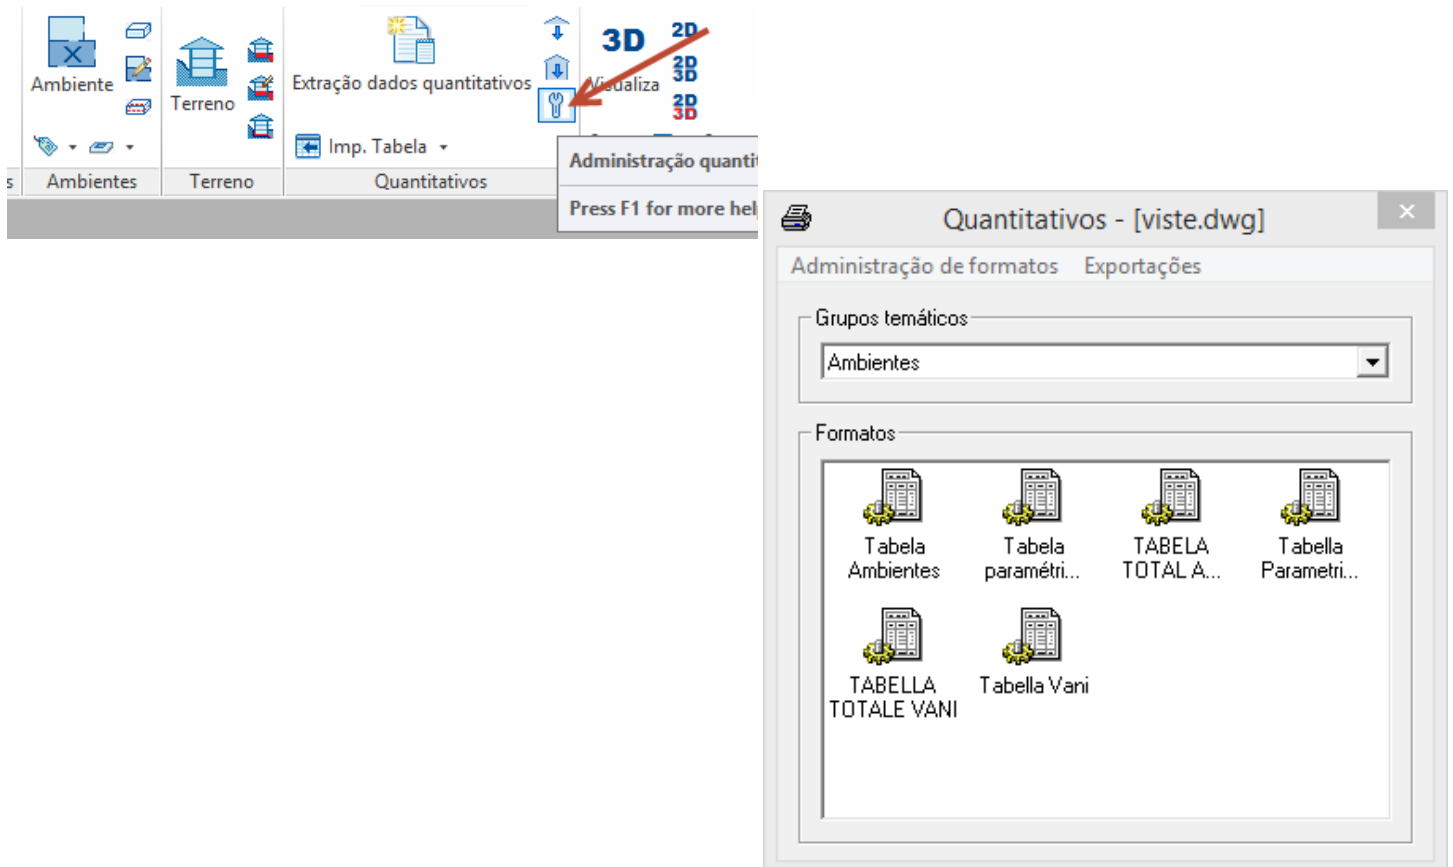 Ambiente
Terreno
Extração dados quantitativos
Imp. Tabela
3D
Visualiza
2D
2D
3D
2D
3D
Ambientes
Terreno
Quantitativos
Administração quanti
Press F1 for more hel
Quantitativos - [viste.dwg]
Administração de formatos Exportações
Grupos temáticos
Ambientes
Formatos
Tabela
Ambientes
Tabela
paramétri...
TABELA
TOTAL A...
Tabella
Parametri...
TABELLA
TOTALE VANI
Tabella Vani